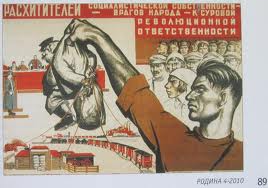 РАСХИТИТЕЛЕЙ — СОЦИАЛИСТИЧЕСКОЙ СОБСТВЕННОСТИ—
ВРАГОВ НАРОДА — К СУРОВОЙ
РЕВОЛЮЦИОННОЙ
ОТВЕТСТВЕННОСТИ
РОДИНА 4-2010
89